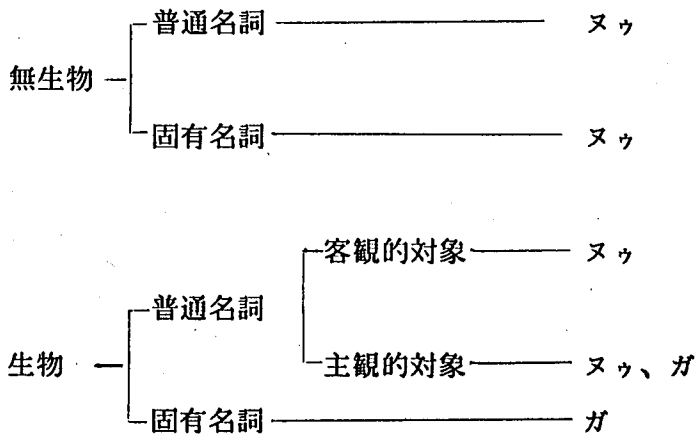 普通名詞 ヌゥ
無生物
固有名詞 ヌゥ
客観的対象 ヌゥ
普通名詞
生物 主観的対象 ヌゥ、ガ
固有名詞 ガ